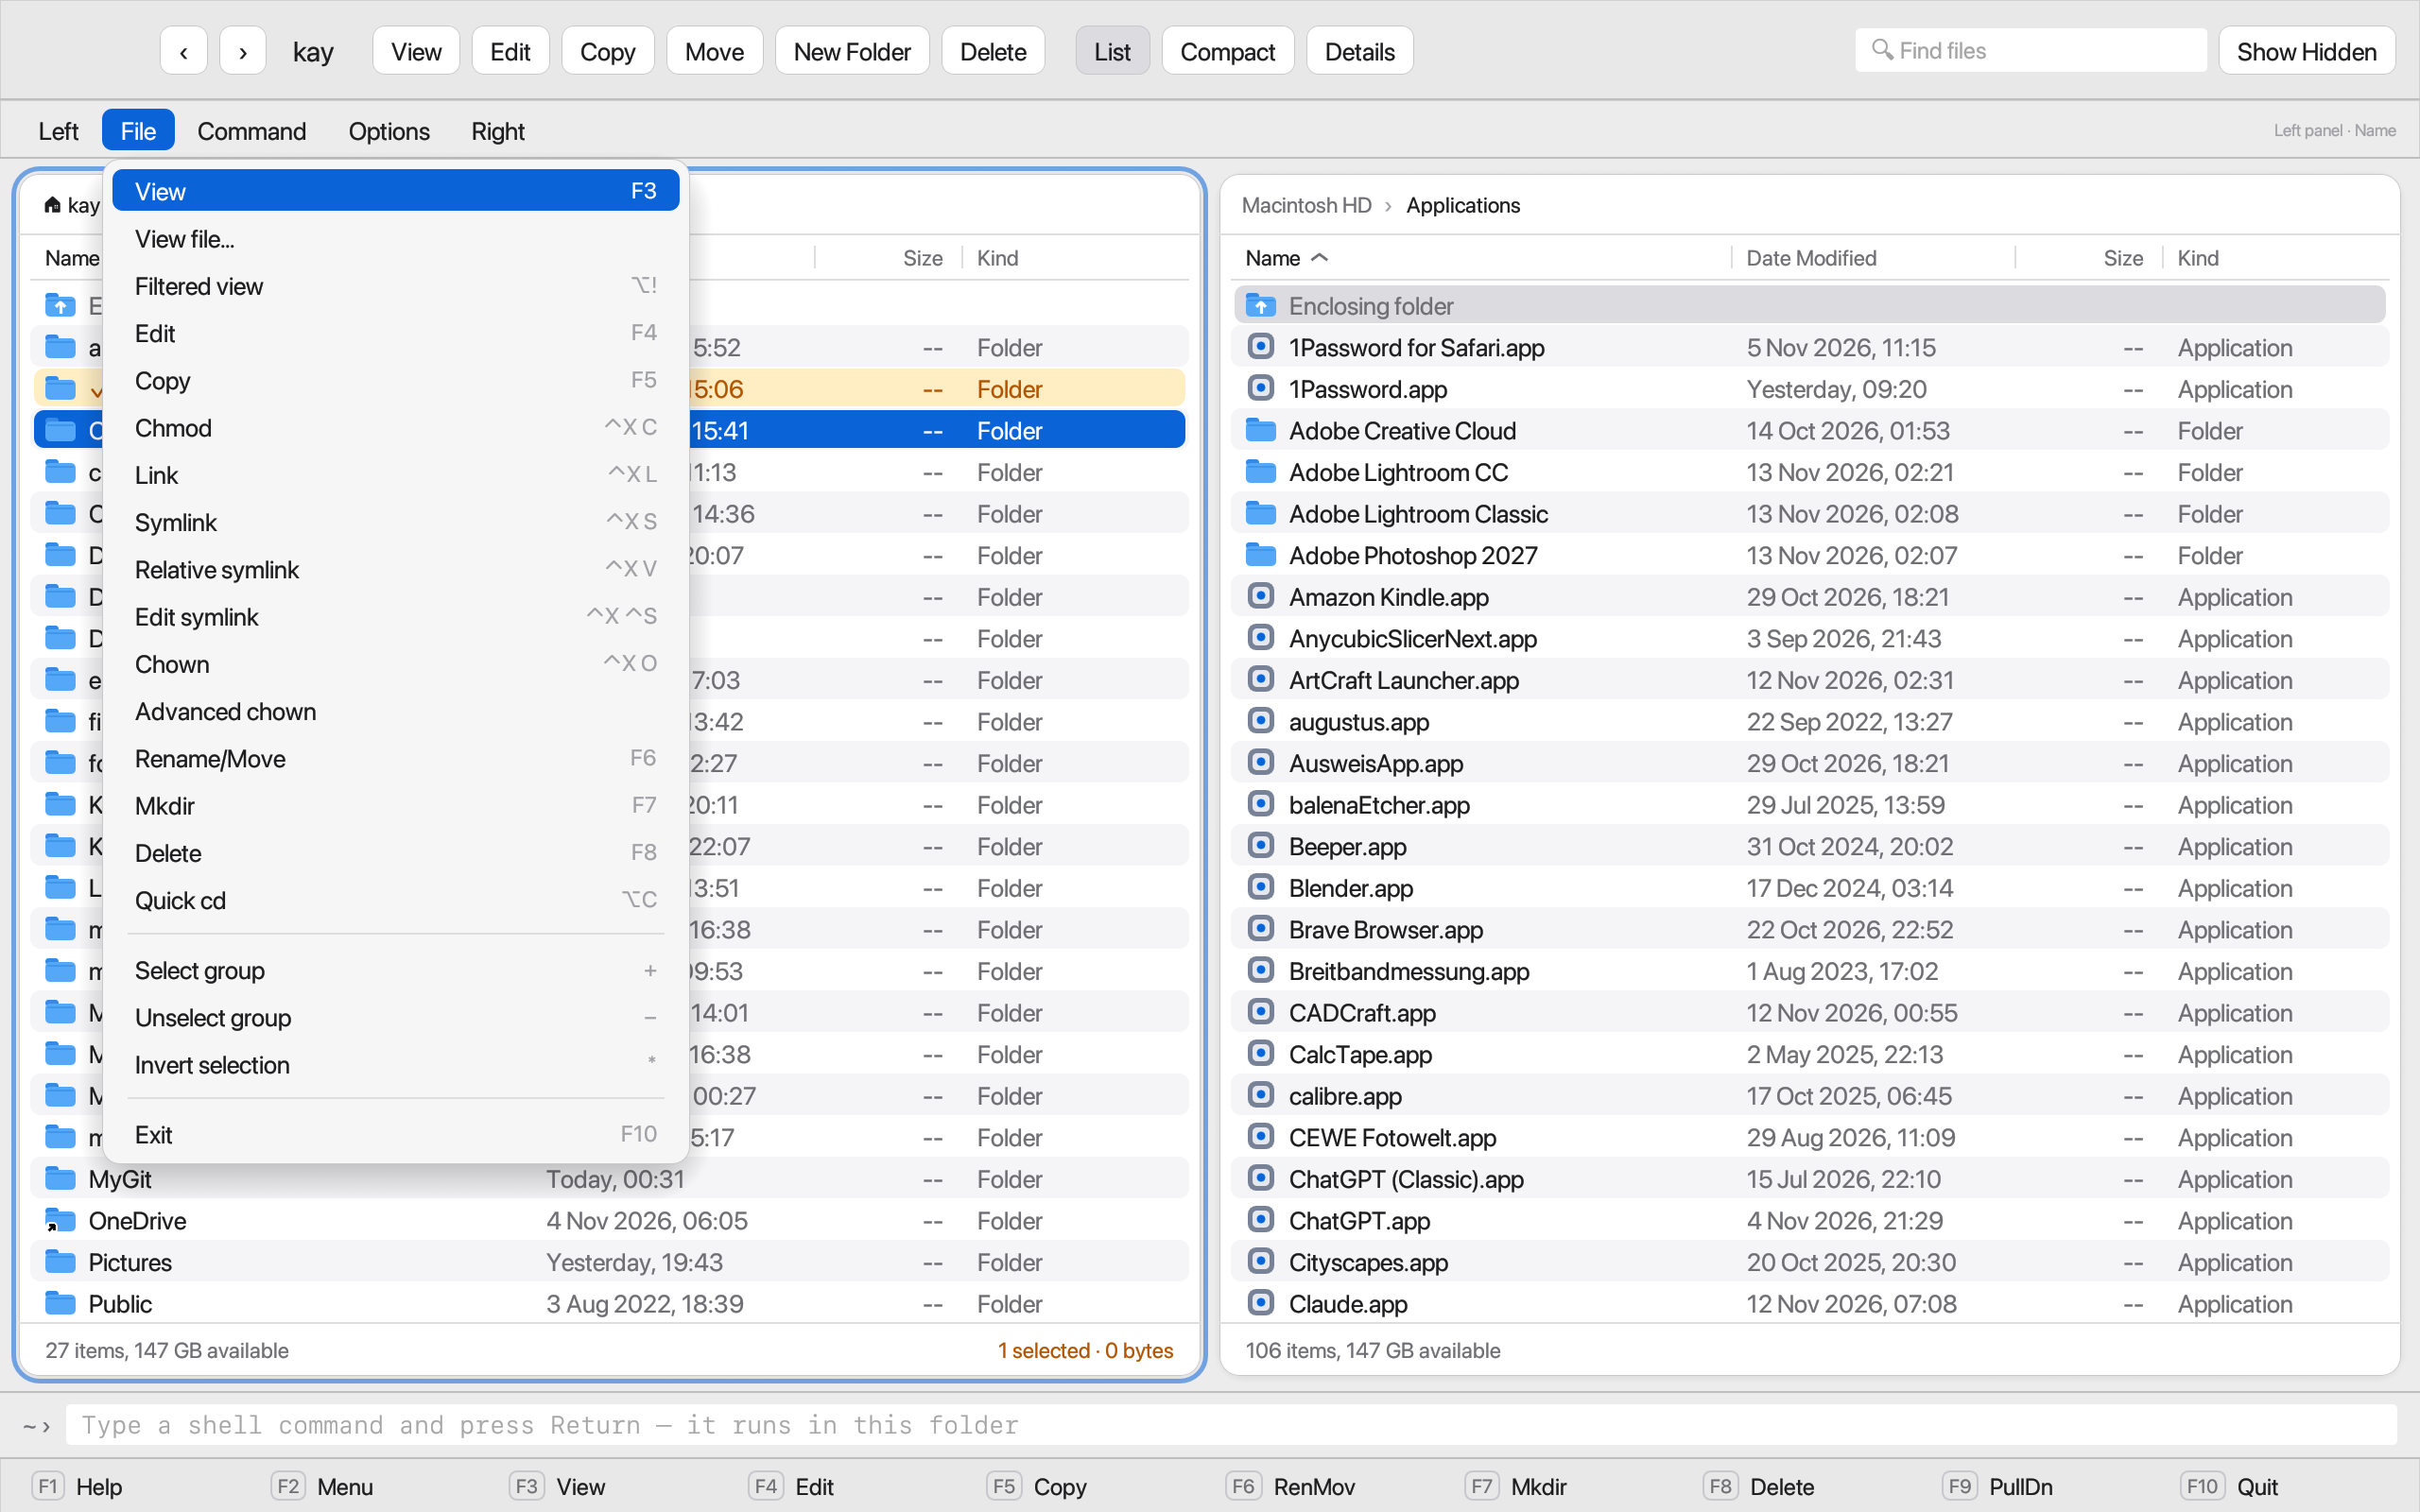 ‹ › kay View Edit Copy Move New Folder Delete List Compact Details Find files Show Hidden
Left File Command Options Right Left panel · Name
View F3
View file...
Filtered view ⌥!
Edit F4
Copy F5
Chmod ^X C
Link ^X L
Symlink ^X S
Relative symlink ^X V
Edit symlink ^X ^S
Chown ^X O
Advanced chown
Rename/Move F6
Mkdir F7
Delete F8
Quick cd ⌥C
Select group +
Unselect group –
Invert selection *
Exit F10
kay
Name Size Kind
E
a 5:52 -- Folder
✓ 15:06 -- Folder
C 15:41 -- Folder
c 11:13 -- Folder
C 14:36 -- Folder
D 20:07 -- Folder
D -- Folder
D -- Folder
e 7:03 -- Folder
fi 13:42 -- Folder
fo 2:27 -- Folder
K 20:11 -- Folder
K 22:07 -- Folder
L 13:51 -- Folder
m 16:38 -- Folder
m 09:53 -- Folder
M 14:01 -- Folder
M 16:38 -- Folder
M 00:27 -- Folder
m 5:17 -- Folder
MyGit Today, 00:31 -- Folder
OneDrive 4 Nov 2026, 06:05 -- Folder
Pictures Yesterday, 19:43 -- Folder
Public 3 Aug 2022, 18:39 -- Folder
27 items, 147 GB available 1 selected · 0 bytes
Macintosh HD › Applications
Name Date Modified Size Kind
Enclosing folder
1Password for Safari.app 5 Nov 2026, 11:15 -- Application
1Password.app Yesterday, 09:20 -- Application
Adobe Creative Cloud 14 Oct 2026, 01:53 -- Folder
Adobe Lightroom CC 13 Nov 2026, 02:21 -- Folder
Adobe Lightroom Classic 13 Nov 2026, 02:08 -- Folder
Adobe Photoshop 2027 13 Nov 2026, 02:07 -- Folder
Amazon Kindle.app 29 Oct 2026, 18:21 -- Application
AnycubicSlicerNext.app 3 Sep 2026, 21:43 -- Application
ArtCraft Launcher.app 12 Nov 2026, 02:31 -- Application
augustus.app 22 Sep 2022, 13:27 -- Application
AusweisApp.app 29 Oct 2026, 18:21 -- Application
balenaEtcher.app 29 Jul 2025, 13:59 -- Application
Beeper.app 31 Oct 2024, 20:02 -- Application
Blender.app 17 Dec 2024, 03:14 -- Application
Brave Browser.app 22 Oct 2026, 22:52 -- Application
Breitbandmessung.app 1 Aug 2023, 17:02 -- Application
CADCraft.app 12 Nov 2026, 00:55 -- Application
CalcTape.app 2 May 2025, 22:13 -- Application
calibre.app 17 Oct 2025, 06:45 -- Application
CEWE Fotowelt.app 29 Aug 2026, 11:09 -- Application
ChatGPT (Classic).app 15 Jul 2026, 22:10 -- Application
ChatGPT.app 4 Nov 2026, 21:29 -- Application
Cityscapes.app 20 Oct 2025, 20:30 -- Application
Claude.app 12 Nov 2026, 07:08 -- Application
106 items, 147 GB available
~ › Type a shell command and press Return — it runs in this folder
F1 Help F2 Menu F3 View F4 Edit F5 Copy F6 RenMov F7 Mkdir F8 Delete F9 PullDn F10 Quit